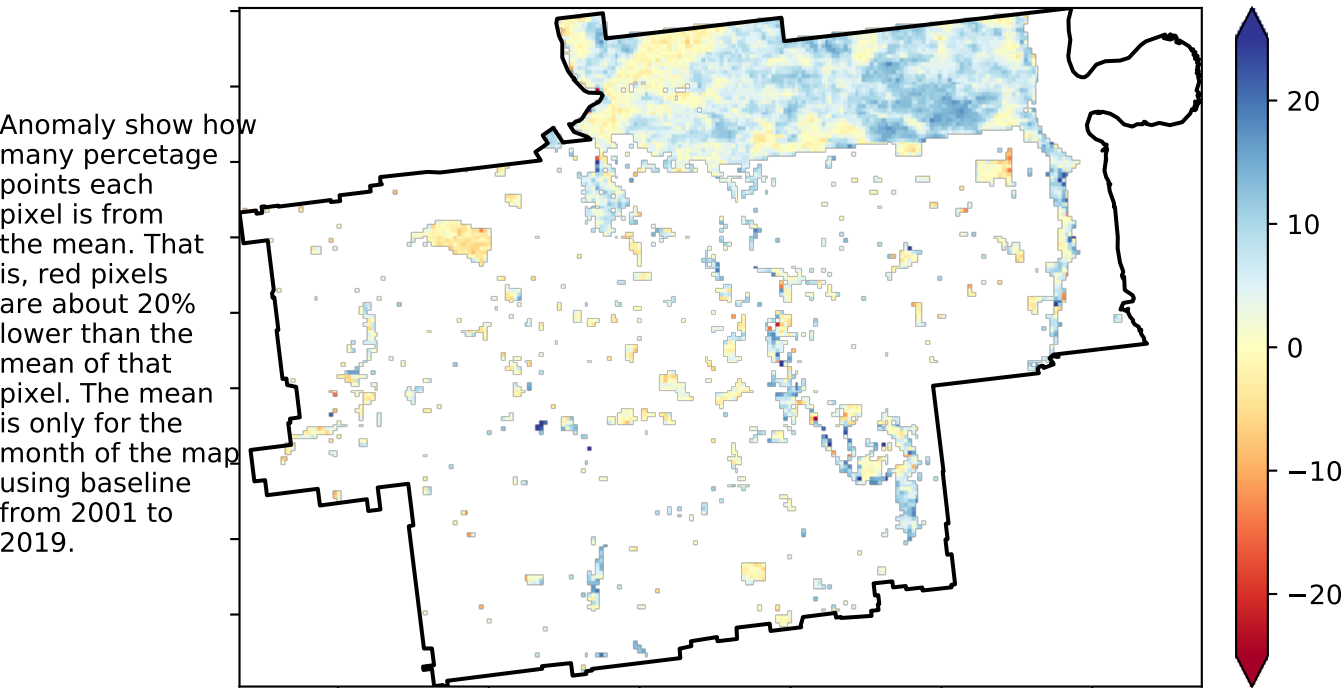 Anomaly show how
many percetage
points each
pixel is from
the mean. That
is, red pixels
are about 20%
lower than the
mean of that
pixel. The mean
is only for the
month of the map
using baseline
from 2001 to
2019.
20
10
0
−10
−20